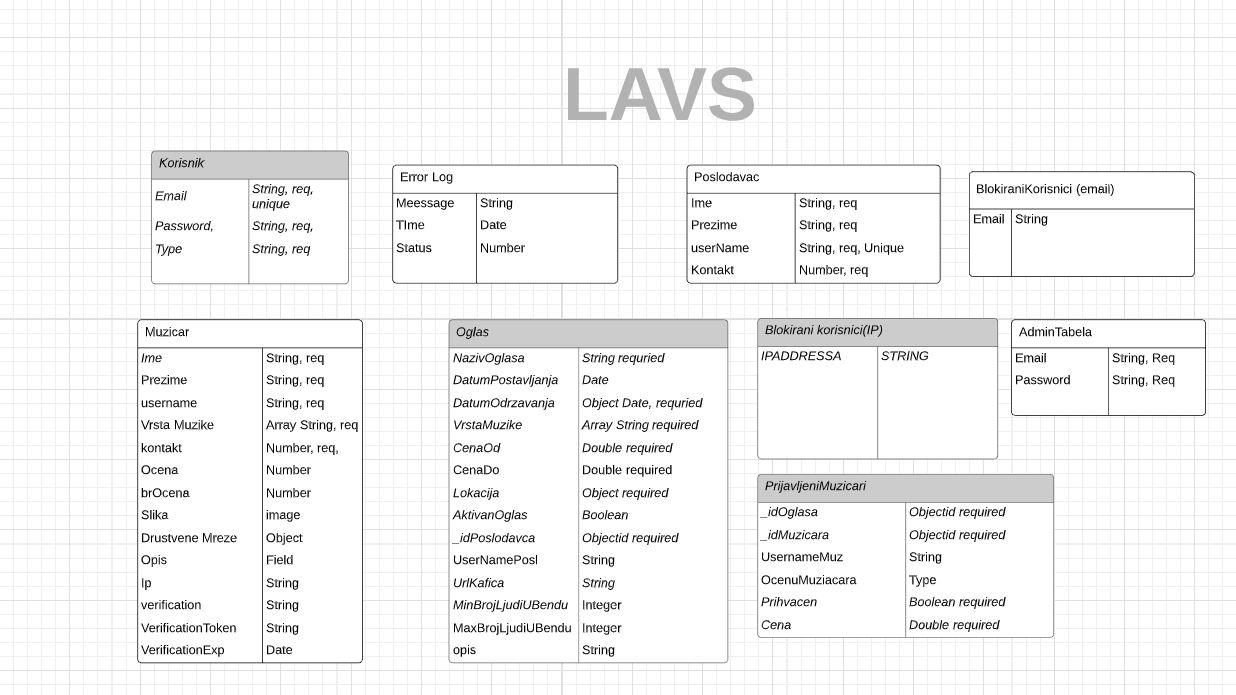 LAVS
Korisnik
Email String, req,
unique
Password, String, req,
Type String, req
Error Log
Meessage String
TIme Date
Status Number
Poslodavac
Ime String, req
Prezime String, req
userName String, req, Unique
Kontakt Number, req
BlokiraniKorisnici (email)
Email String
Muzicar
Ime String, req
Prezime String, req
username String, req
Vrsta Muzike Array String, req
kontakt Number, req,
Ocena Number
brOcena Number
Slika image
Drustvene Mreze Object
Opis Field
Ip String
verification String
VerificationToken String
VerificationExp Date
Oglas
NazivOglasa String requried
DatumPostavljanja Date
DatumOdrzavanja Object Date, requried
VrstaMuzike Array String required
CenaOd Double required
CenaDo Double required
Lokacija Object required
AktivanOglas Boolean
_idPoslodavca Objectid required
UserNamePosl String
UrlKafica String
MinBrojLjudiUBendu Integer
MaxBrojLjudiUBendu Integer
opis String
Blokirani korisnici(IP)
IPADDRESSA STRING
AdminTabela
Email String, Req
Password String, Req
PrijavljeniMuzicari
_idOglasa Objectid required
_idMuzicara Objectid required
UsernameMuz String
OcenuMuziacara Type
Prihvacen Boolean required
Cena Double required